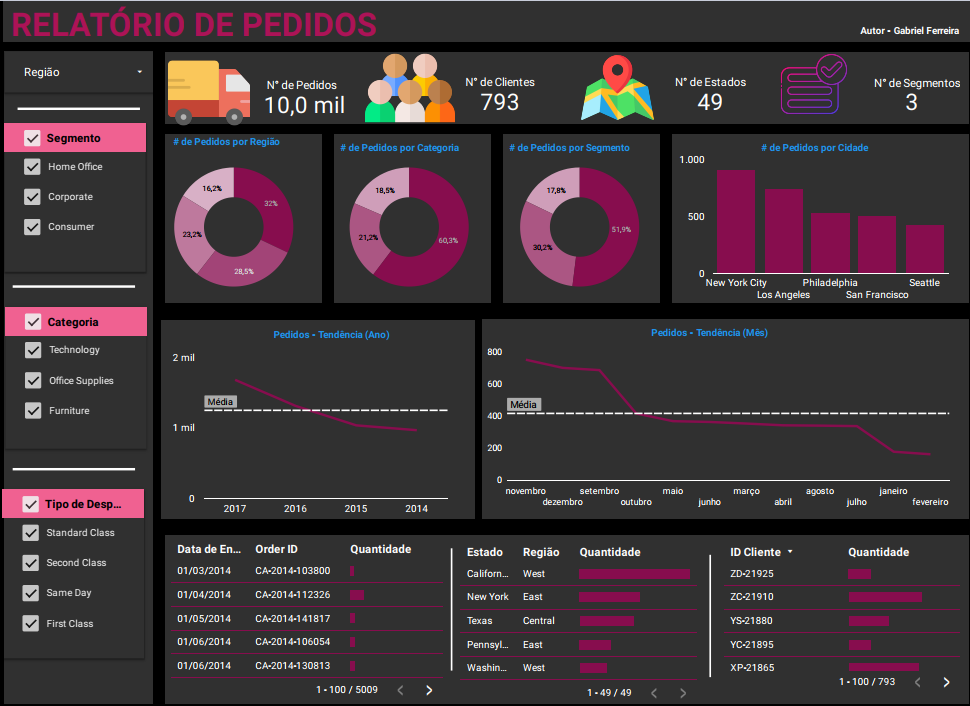 RELATÓRIO DE PEDIDOS
Autor - Gabriel Ferreira
Região
Segmento
Home Office
Corporate
Consumer
Categoria
Technology
Office Supplies
Furniture
Tipo de Desp...
Standard Class
Second Class
Same Day
First Class
N° de Pedidos
10,0 mil
N° de Clientes
793
N° de Estados
49
N° de Segmentos
3
# de Pedidos por Região
32%
28,5%
23,2%
16,2%
# de Pedidos por Categoria
60,3%
21,2%
18,5%
# de Pedidos por Segmento
51,9%
30,2%
17,8%
# de Pedidos por Cidade
1.000
500
0
New York City
Los Angeles
Philadelphia
San Francisco
Seattle
Pedidos - Tendência (Ano)
2 mil
1 mil
0
Média
2017 2016 2015 2014
Pedidos - Tendência (Mês)
800
600
400
200
0
Média
novembro
dezembro
setembro
outubro
maio
junho
março
abril
agosto
julho
janeiro
fevereiro
Data de En... Order ID Quantidade
01/03/2014 CA-2014-103800
01/04/2014 CA-2014-112326
01/05/2014 CA-2014-141817
01/06/2014 CA-2014-106054
01/06/2014 CA-2014-130813
1 - 100 / 5009
Estado Região Quantidade
Californ... West
New York East
Texas Central
Pennsyl... East
Washin... West
1 - 49 / 49
ID Cliente Quantidade
ZD-21925
ZC-21910
YS-21880
YC-21895
XP-21865
1 - 100 / 793